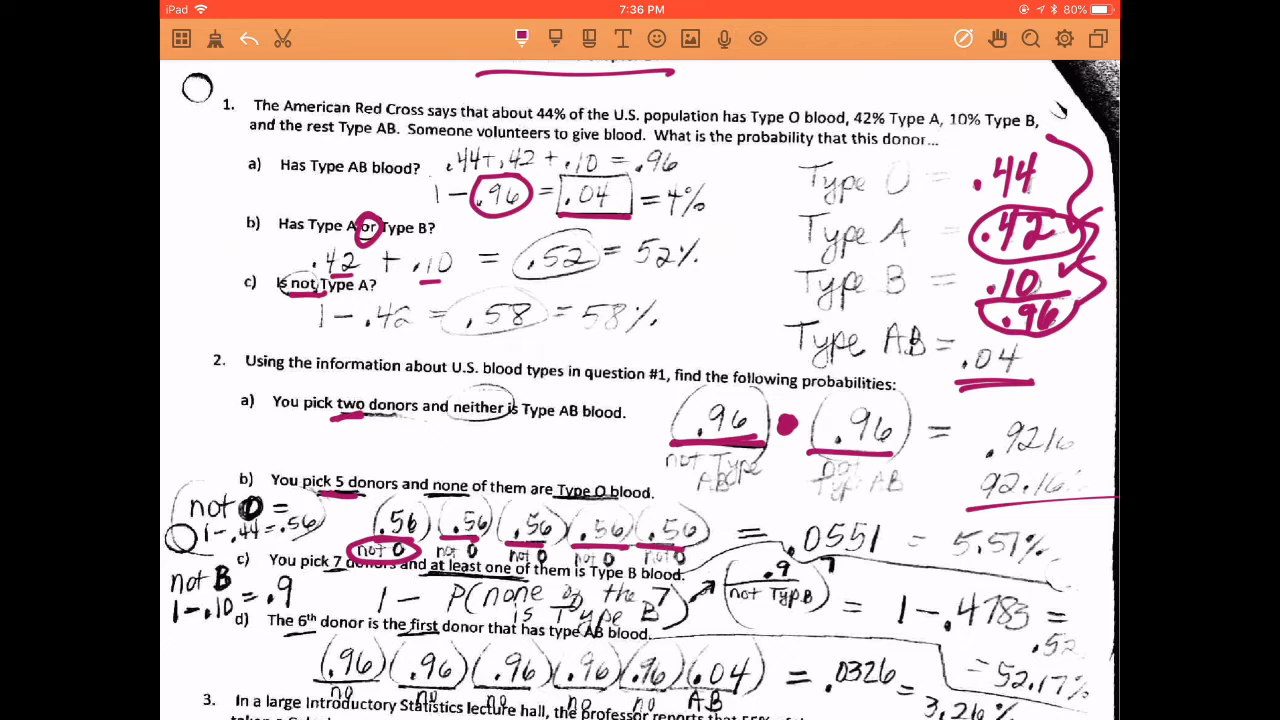 iPad 7:36 PM 80%
1. The American Red Cross says that about 44% of the U.S. population has Type O blood, 42% Type A, 10% Type B,
and the rest Type AB. Someone volunteers to give blood. What is the probability that this donor...
a) Has Type AB blood? .44+.42 + .10 = .96
1 - .96 = .04 = 4%
Type O = .44
b) Has Type A or Type B?
Type A = .42
.42 + .10 = .52 = 52%
Type B = .10
c) Is not Type A?
.96
1 - .42 = .58 = 58%
Type AB = .04
2. Using the information about U.S. blood types in question #1, find the following probabilities:
a) You pick two donors and neither is Type AB blood.
(.96) • (.96) = .9216
not Type AB not Type AB 92.16%
b) You pick 5 donors and none of them are Type O blood.
not O =
1-.44=.56
(.56)(.56)(.56)(.56)(.56) = .0551 = 5.51%
not O not O not O not O not O
c) You pick 7 donors and at least one of them is Type B blood.
not B
1-.10 = .9
1 - P(none of the 7 is Type B) (.9)7 = 1-.4783 =
not Type B
.52
= 52.17%
d) The 6th donor is the first donor that has type AB blood.
(.96)(.96)(.96)(.96)(.96)(.04) = .0326 = 3.26%
no no no no no AB
3. In a large Introductory Statistics lecture hall, the professor reports that 55% of the